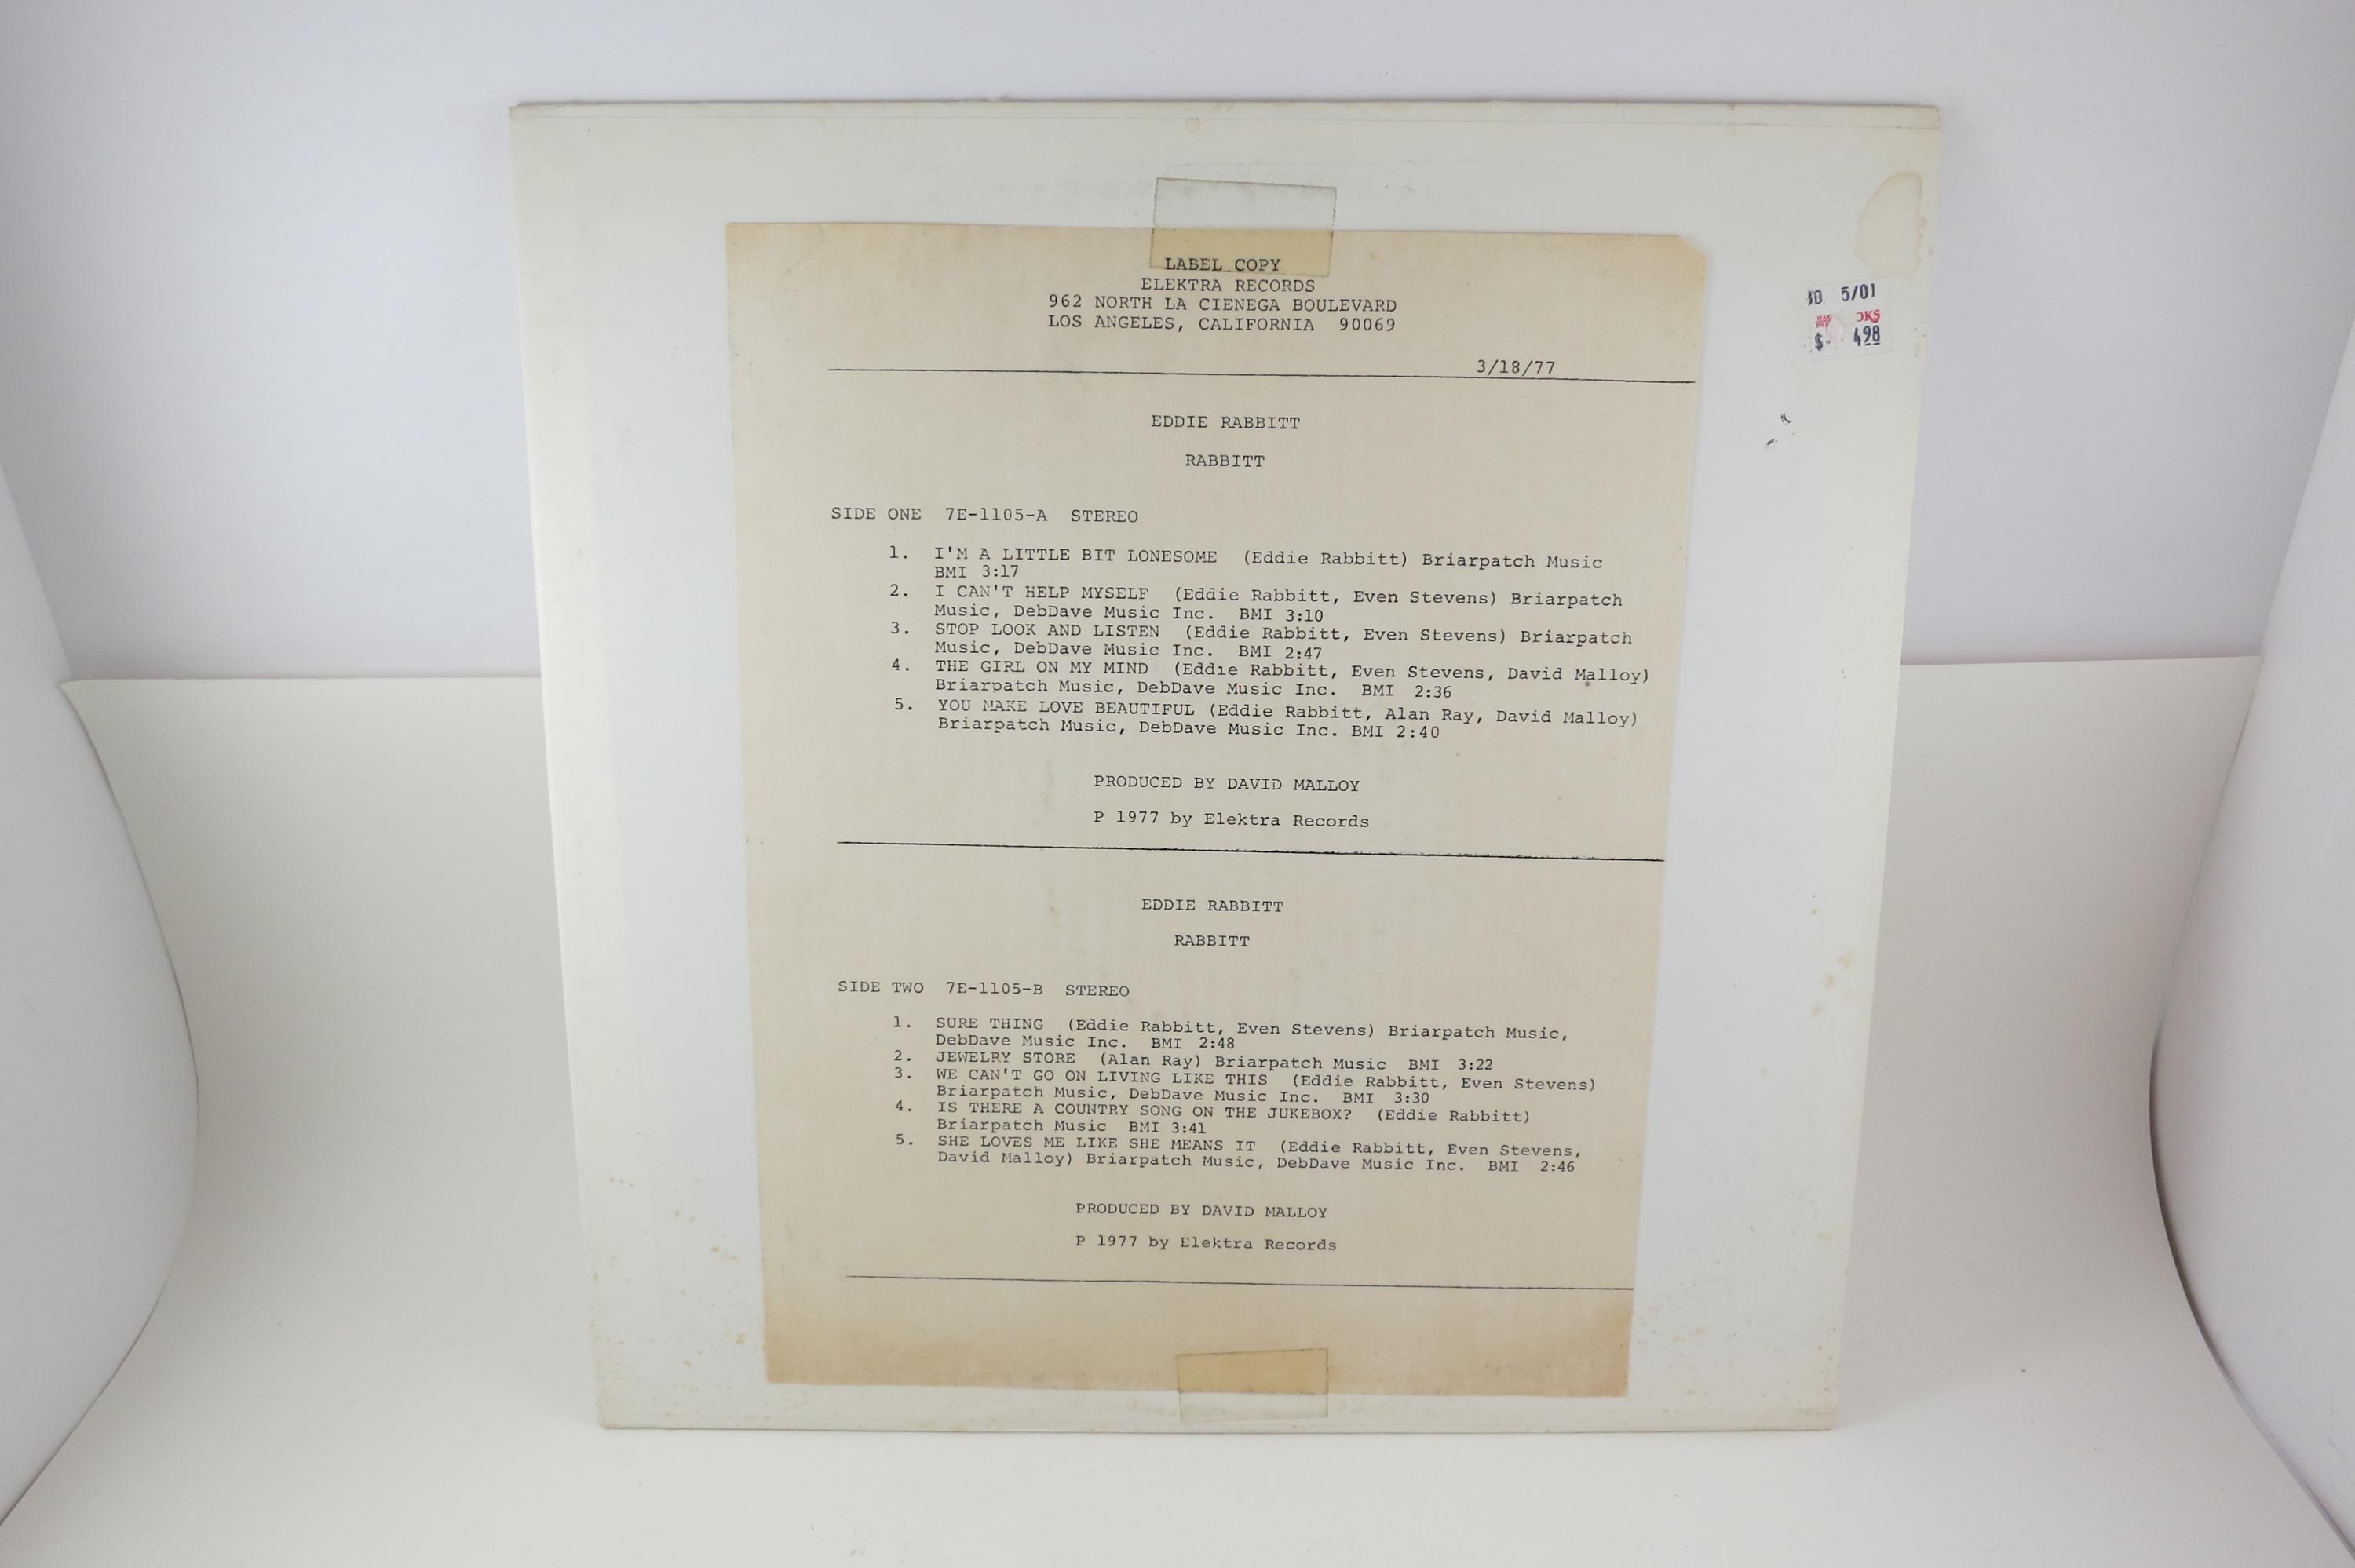 LABEL COPY
ELEKTRA RECORDS
962 NORTH LA CIENEGA BOULEVARD
LOS ANGELES, CALIFORNIA 90069
3/18/77
EDDIE RABBITT
RABBITT
SIDE ONE 7E-1105-A STEREO
1. I'M A LITTLE BIT LONESOME (Eddie Rabbitt) Briarpatch Music
BMI 3:17
2. I CAN'T HELP MYSELF (Eddie Rabbitt, Even Stevens) Briarpatch
Music, DebDave Music Inc. BMI 3:10
3. STOP LOOK AND LISTEN (Eddie Rabbitt, Even Stevens) Briarpatch
Music, DebDave Music Inc. BMI 2:47
4. THE GIRL ON MY MIND (Eddie Rabbitt, Even Stevens, David Malloy)
Briarpatch Music, DebDave Music Inc. BMI 2:36
5. YOU MAKE LOVE BEAUTIFUL (Eddie Rabbitt, Alan Ray, David Malloy)
Briarpatch Music, DebDave Music Inc. BMI 2:40
PRODUCED BY DAVID MALLOY
P 1977 by Elektra Records
EDDIE RABBITT
RABBITT
SIDE TWO 7E-1105-B STEREO
1. SURE THING (Eddie Rabbitt, Even Stevens) Briarpatch Music,
DebDave Music Inc. BMI 2:48
2. JEWELRY STORE (Alan Ray) Briarpatch Music BMI 3:22
3. WE CAN'T GO ON LIVING LIKE THIS (Eddie Rabbitt, Even Stevens)
Briarpatch Music, DebDave Music Inc. BMI 3:30
4. IS THERE A COUNTRY SONG ON THE JUKEBOX? (Eddie Rabbitt)
Briarpatch Music BMI 3:41
5. SHE LOVES ME LIKE SHE MEANS IT (Eddie Rabbitt, Even Stevens,
David Malloy) Briarpatch Music, DebDave Music Inc. BMI 2:46
PRODUCED BY DAVID MALLOY
P 1977 by Elektra Records
5/01
OKS
$ 498